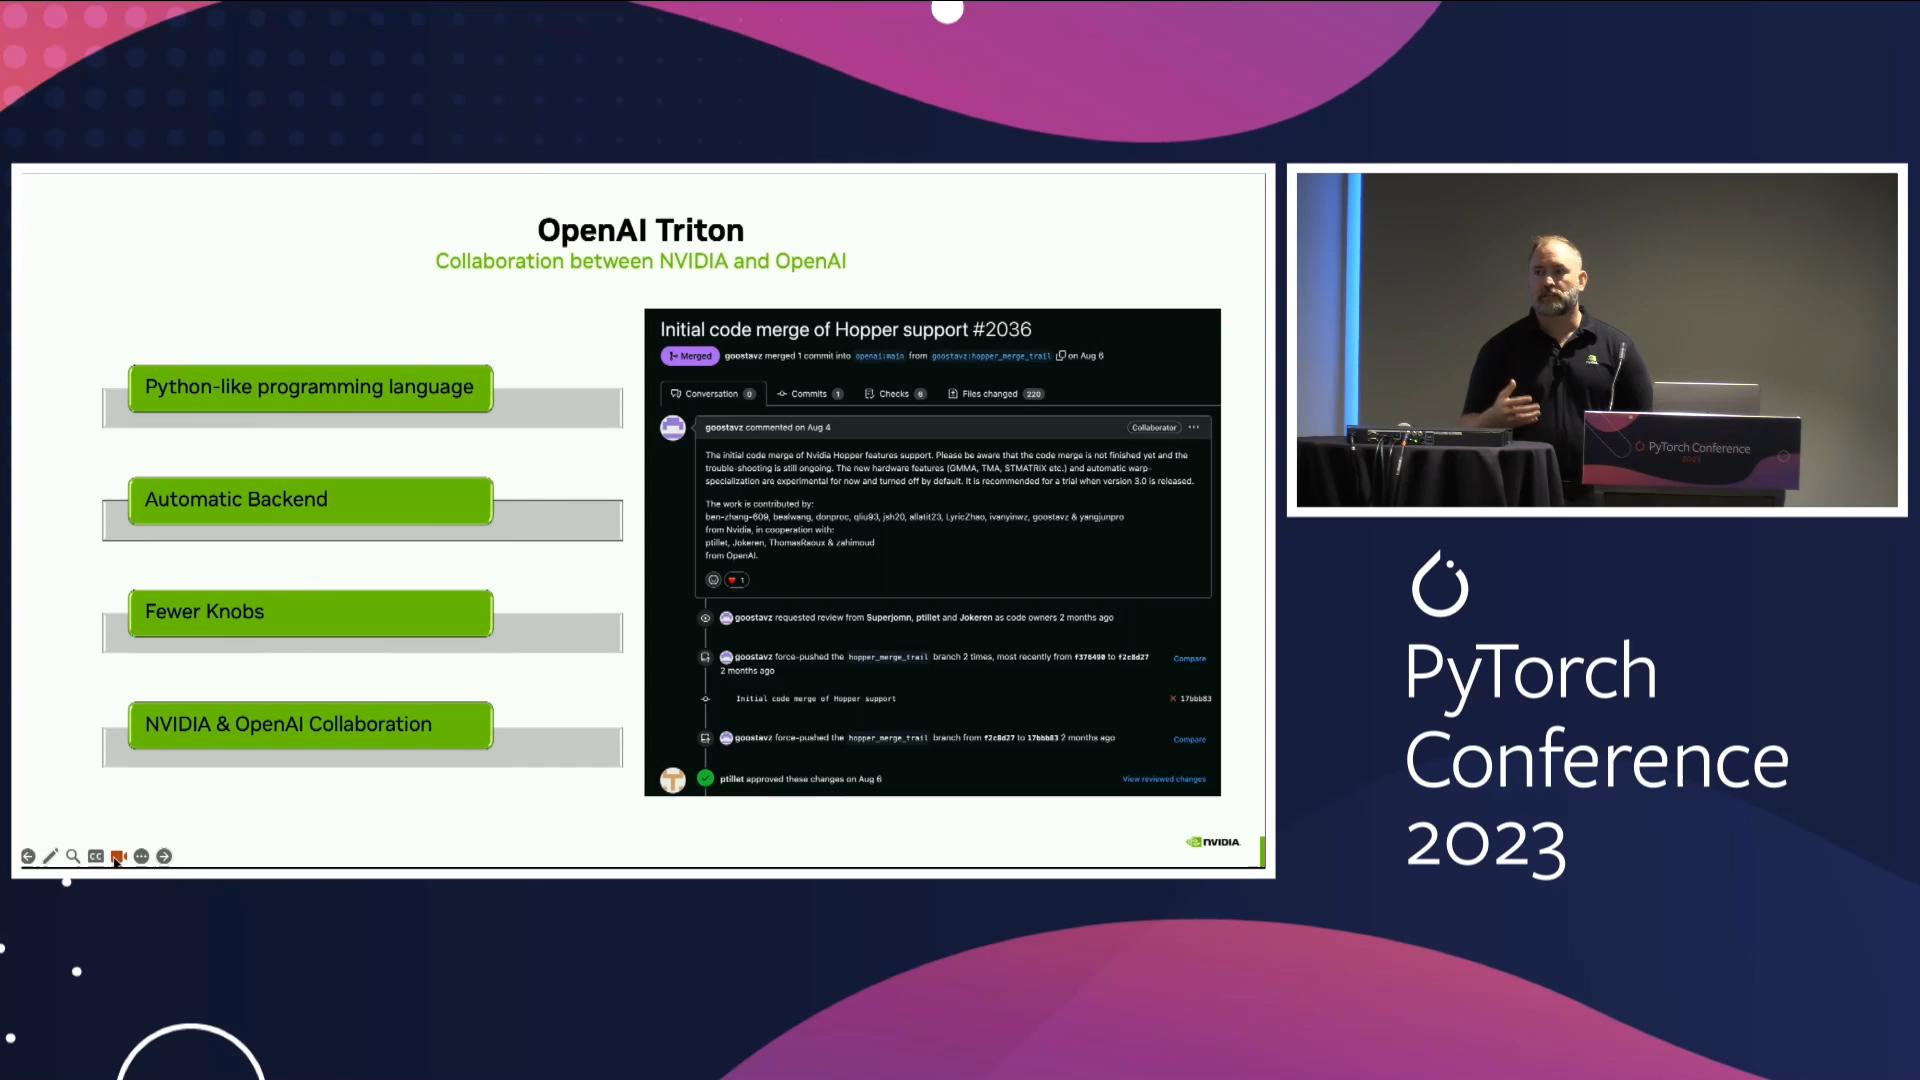 OpenAI Triton
Collaboration between NVIDIA and OpenAI
Python-like programming language
Automatic Backend
Fewer Knobs
NVIDIA & OpenAI Collaboration
Initial code merge of Hopper support #2036
Merged goostavz merged 1 commit into openai:main from goostavz:hopper_merge_trail on Aug 6
Conversation 0 Commits 1 Checks 6 Files changed 220
goostavz commented on Aug 4 Collaborator
The initial code merge of Nvidia Hopper features support. Please be aware that the code merge is not finished yet and the
trouble-shooting is still ongoing. The new hardware features (GMMA, TMA, STMATRIX etc.) and automatic warp-
specialization are experimental for now and turned off by default. It is recommended for a trial when version 3.0 is released.
The work is contributed by:
ben-zhang-609, bealwang, donproc, qliu93, jsh20, allatit23, LyricZhao, ivanyinwz, goostavz & yangjunpro
from Nvidia, in cooperation with:
ptillet, Jokeren, ThomasRaoux & zahimoud
from OpenAI.
1
goostavz requested review from Superjomn, ptillet and Jokeren as code owners 2 months ago
goostavz force-pushed the hopper_merge_trail branch 2 times, most recently from f376490 to f2c8d27 Compare
2 months ago
Initial code merge of Hopper support 17bbb83
goostavz force-pushed the hopper_merge_trail branch from f2c8d27 to 17bbb83 2 months ago Compare
ptillet approved these changes on Aug 6 View reviewed changes
NVIDIA
CC
PyTorch Conference
2023
PyTorch
Conference
2023